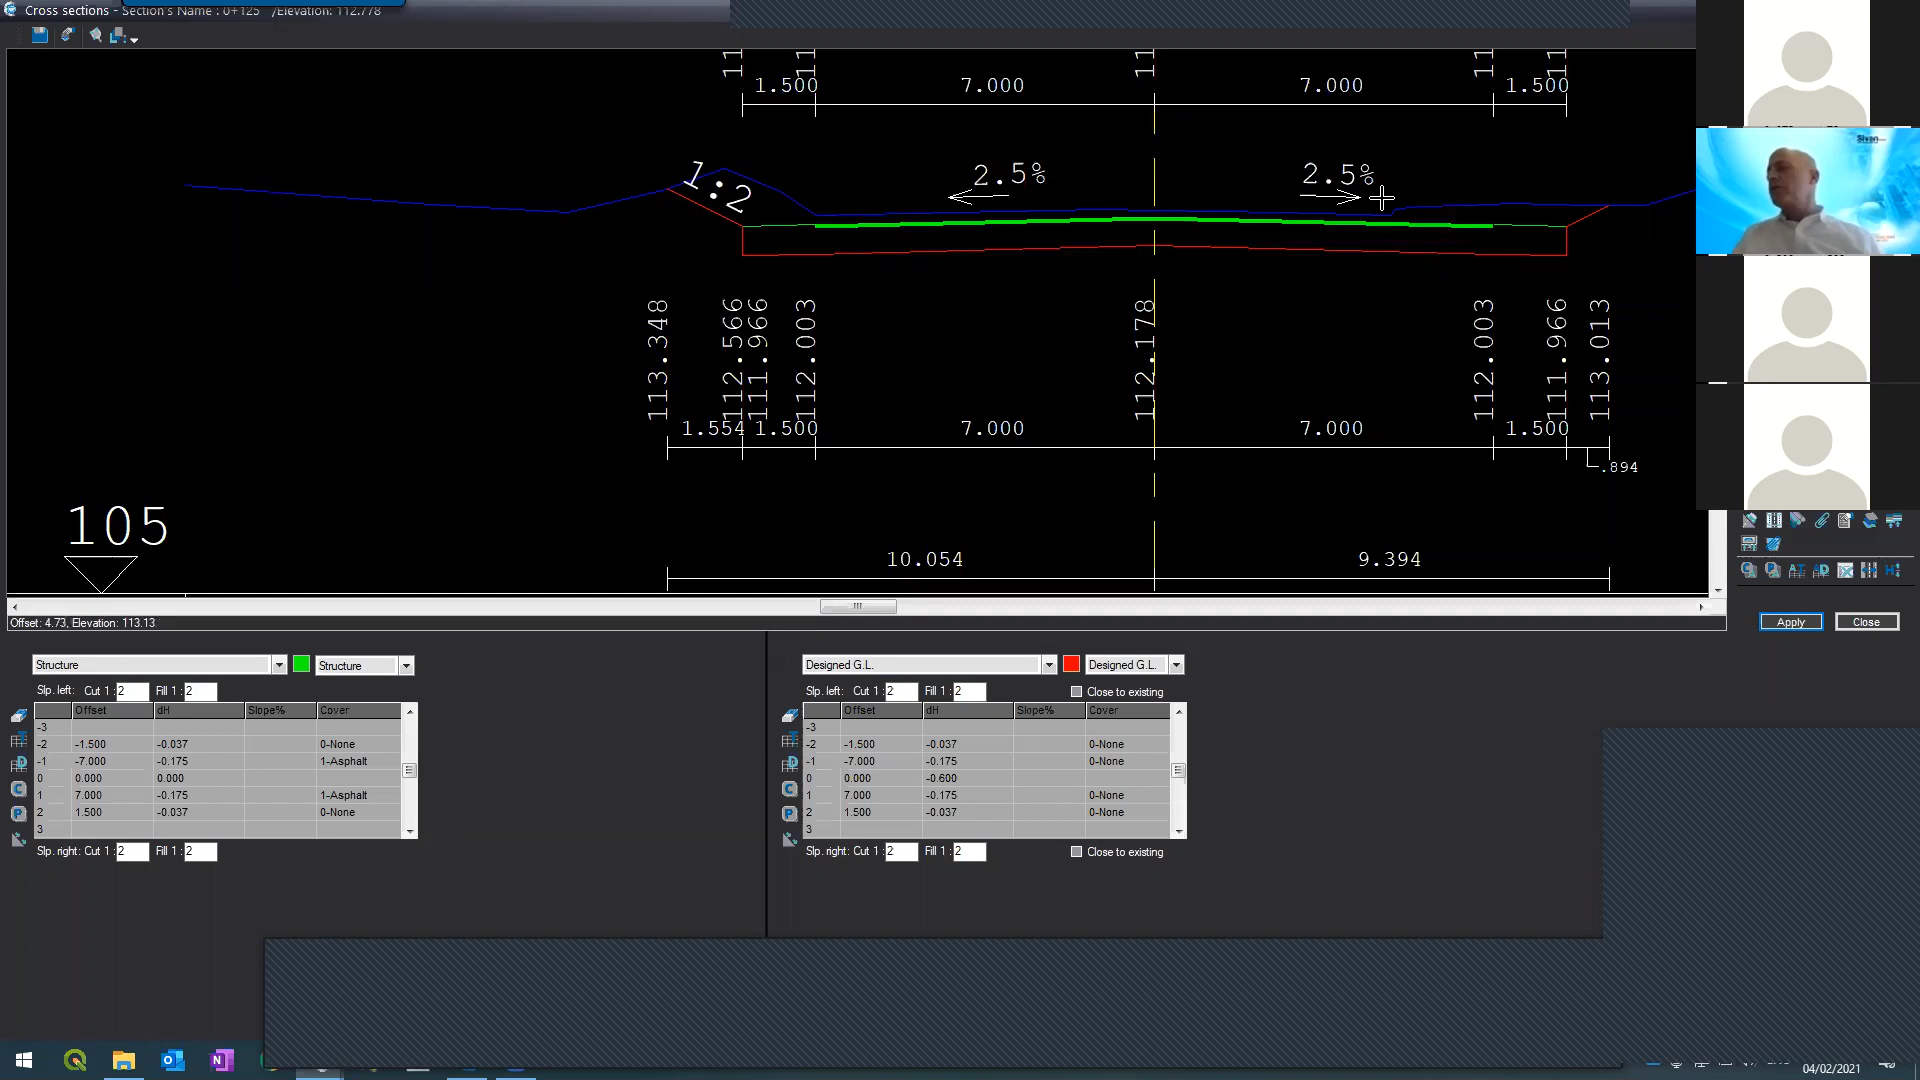 Cross sections - Section's Name : 0+125 /Elevation: 112.778
1.500 7.000 7.000 1.500
1:2 2.5% 2.5%
113.348 112.566 111.966 112.003 112.178 112.003 111.966 113.013
1.554 1.500 7.000 7.000 1.500
.894
105
10.054 9.394
Offset: 4.73, Elevation: 113.13
Apply Close
Structure Structure
Slp. left: Cut 1 : 2 Fill 1 : 2
Offset dH Slope% Cover
-3
-2 -1.500 -0.037 0-None
-1 -7.000 -0.175 1-Asphalt
0 0.000 0.000
1 7.000 -0.175 1-Asphalt
2 1.500 -0.037 0-None
3
Slp. right: Cut 1 : 2 Fill 1 : 2
Designed G.L. Designed G.L.
Slp. left: Cut 1 : 2 Fill 1 : 2 Close to existing
Offset dH Slope% Cover
-3
-2 -1.500 -0.037 0-None
-1 -7.000 -0.175 0-None
0 0.000 -0.600
1 7.000 -0.175 0-None
2 1.500 -0.037 0-None
3
Slp. right: Cut 1 : 2 Fill 1 : 2 Close to existing
04/02/2021